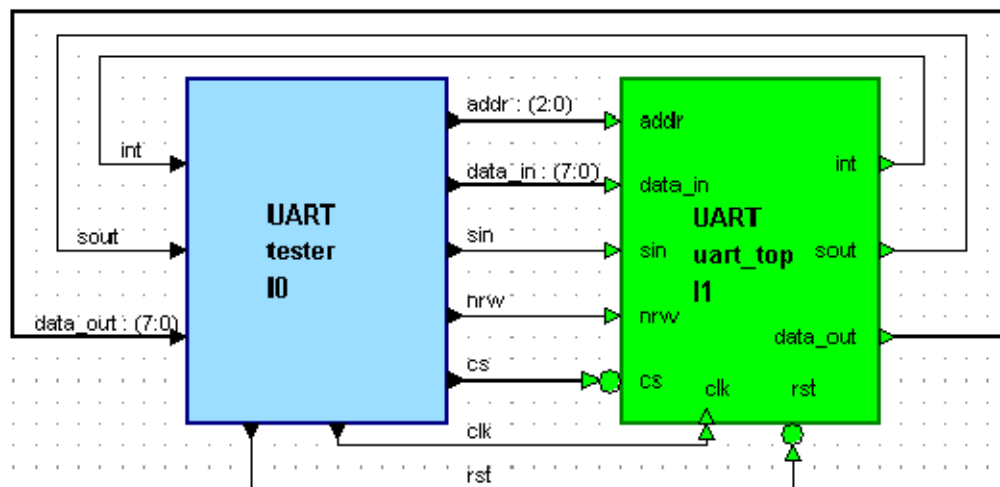 int
sout
data_out : (7:0)
UART
tester
I0
addr : (2:0)
data_in : (7:0)
sin
nrw
cs
clk
rst
addr
data_in
sin
nrw
cs
UART
uart_top
I1
int
sout
data_out
clk
rst